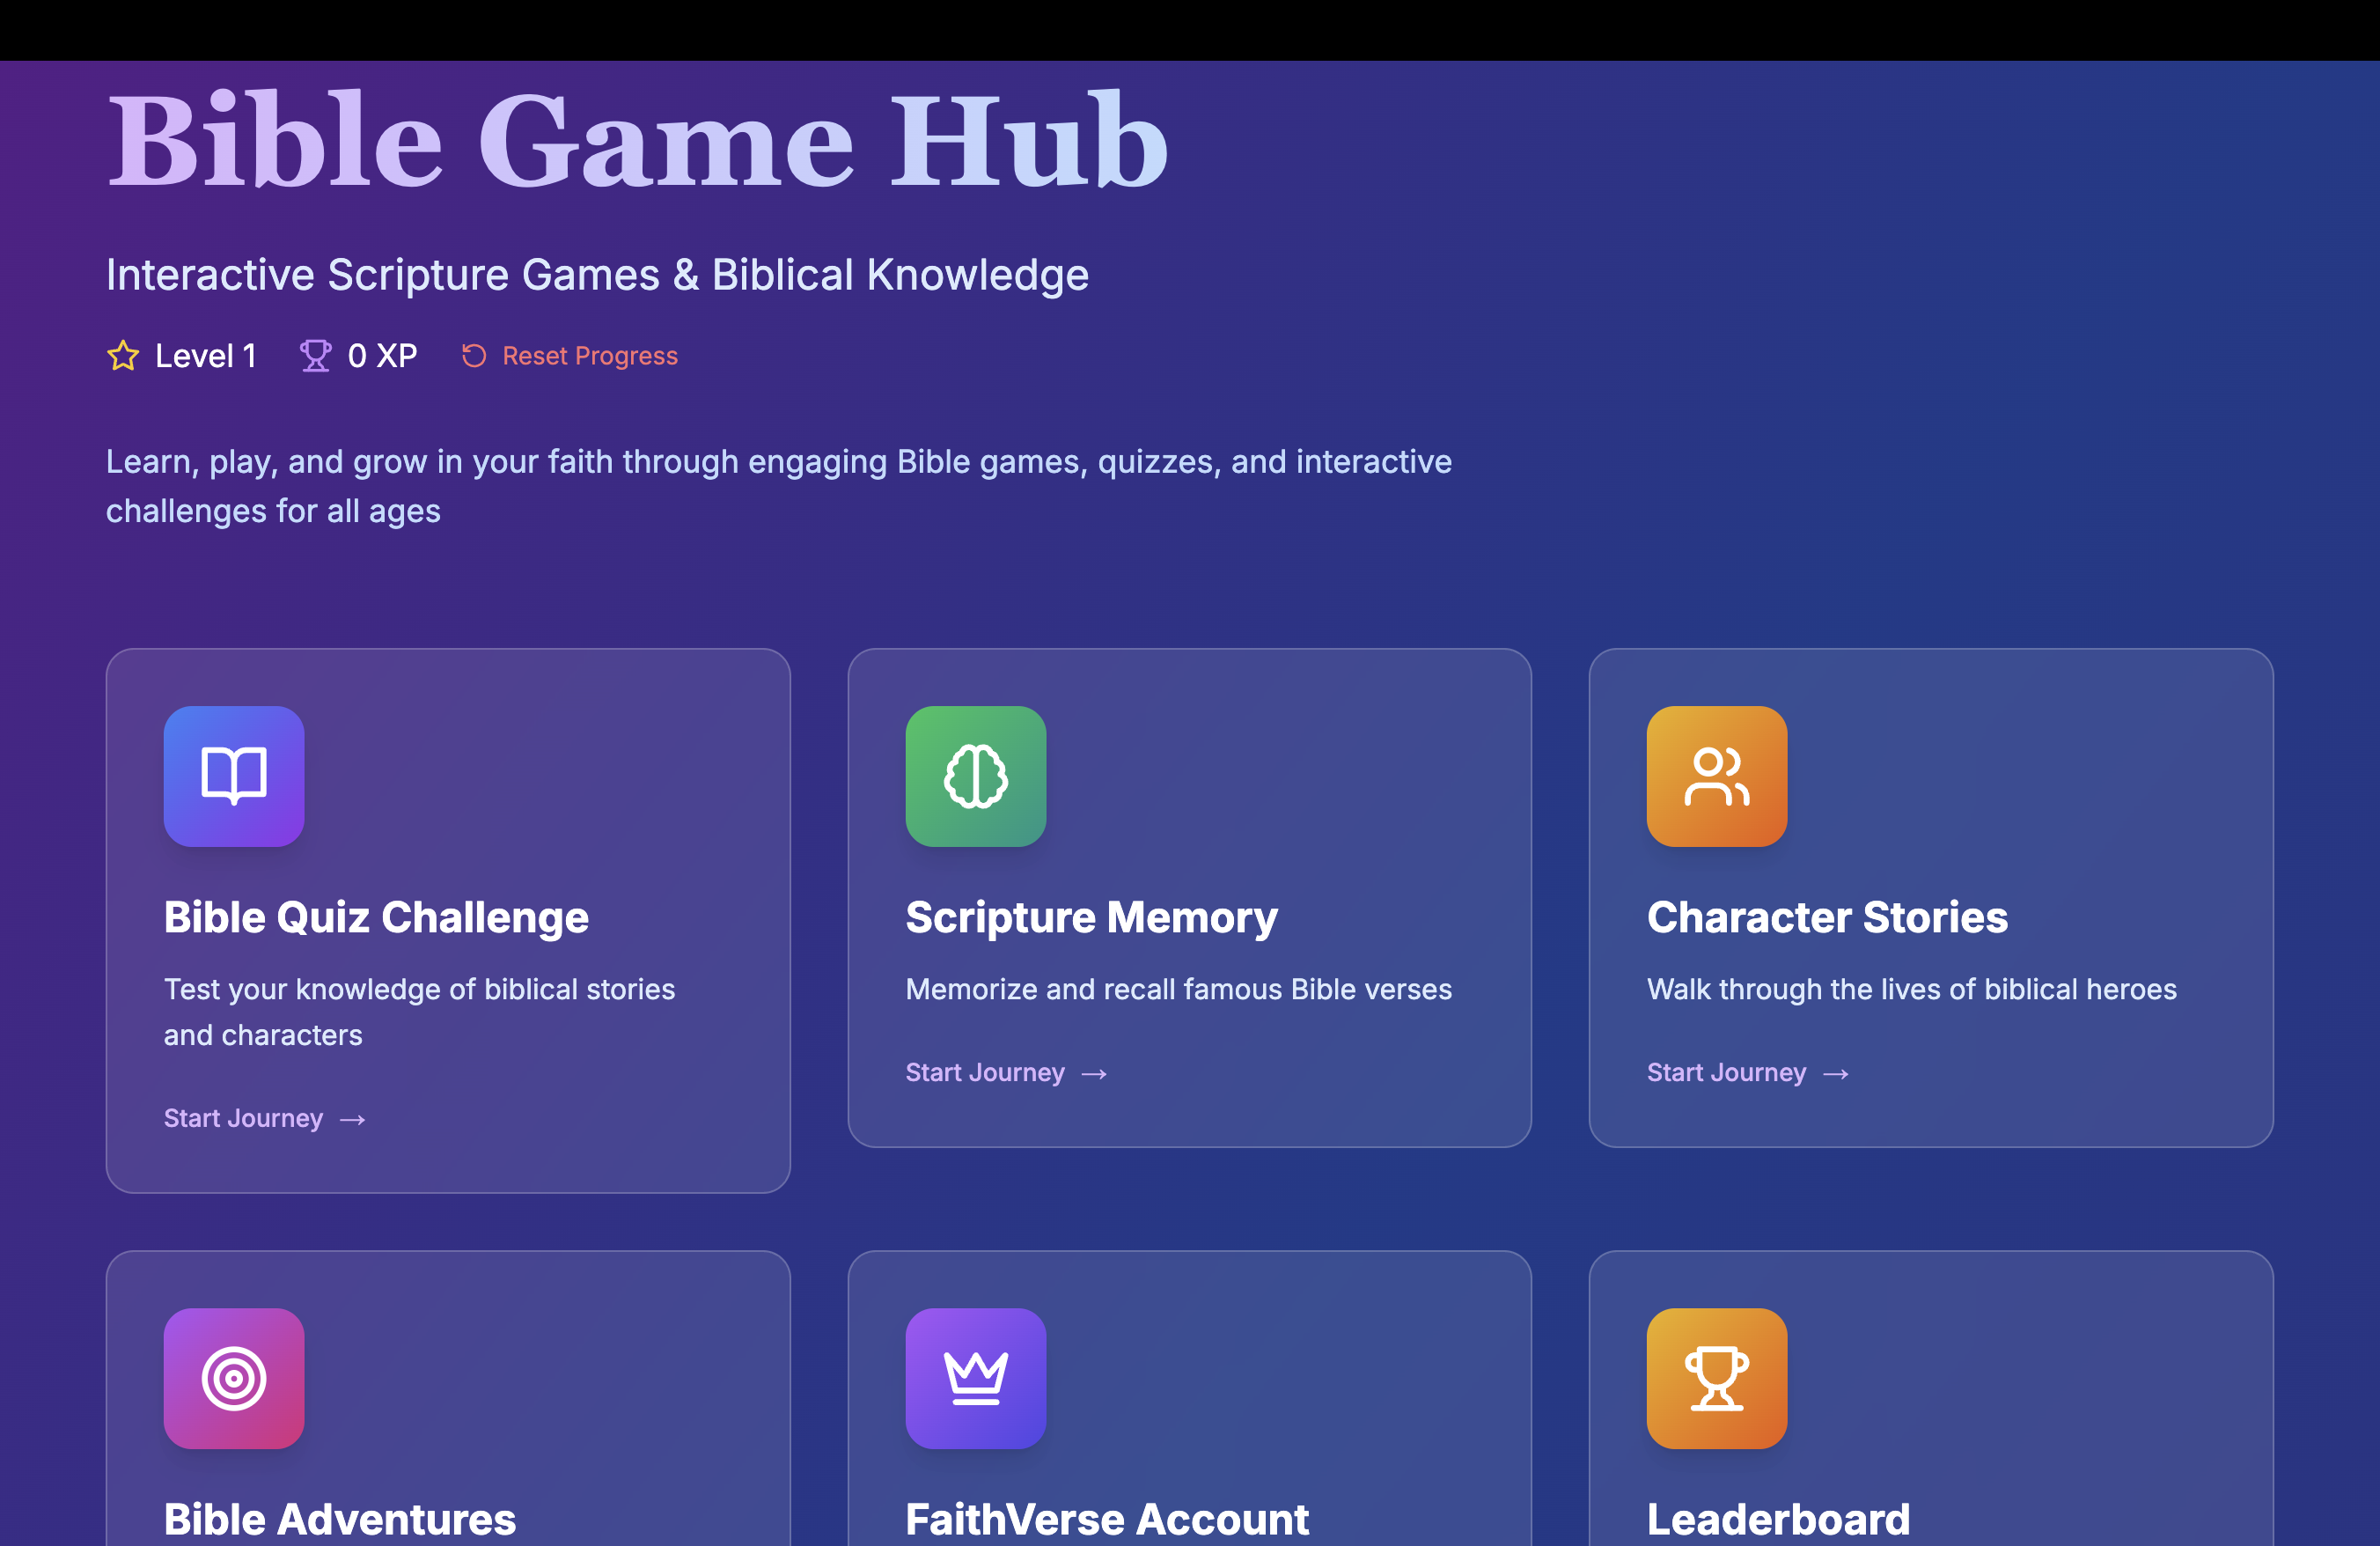 Bible Game Hub
Interactive Scripture Games & Biblical Knowledge
Level 1 0 XP Reset Progress
Learn, play, and grow in your faith through engaging Bible games, quizzes, and interactive
challenges for all ages
Bible Quiz Challenge
Test your knowledge of biblical stories
and characters
Start Journey →
Scripture Memory
Memorize and recall famous Bible verses
Start Journey →
Character Stories
Walk through the lives of biblical heroes
Start Journey →
Bible Adventures
FaithVerse Account
Leaderboard